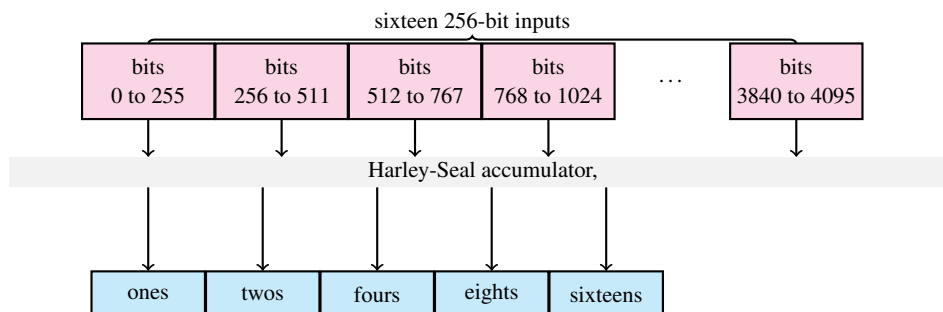 sixteen 256-bit inputs
bits bits bits bits bits
0 to 255 256 to 511 512 to 767 768 to 1024 ... 3840 to 4095
Harley-Seal accumulator,
ones twos fours eights sixteens